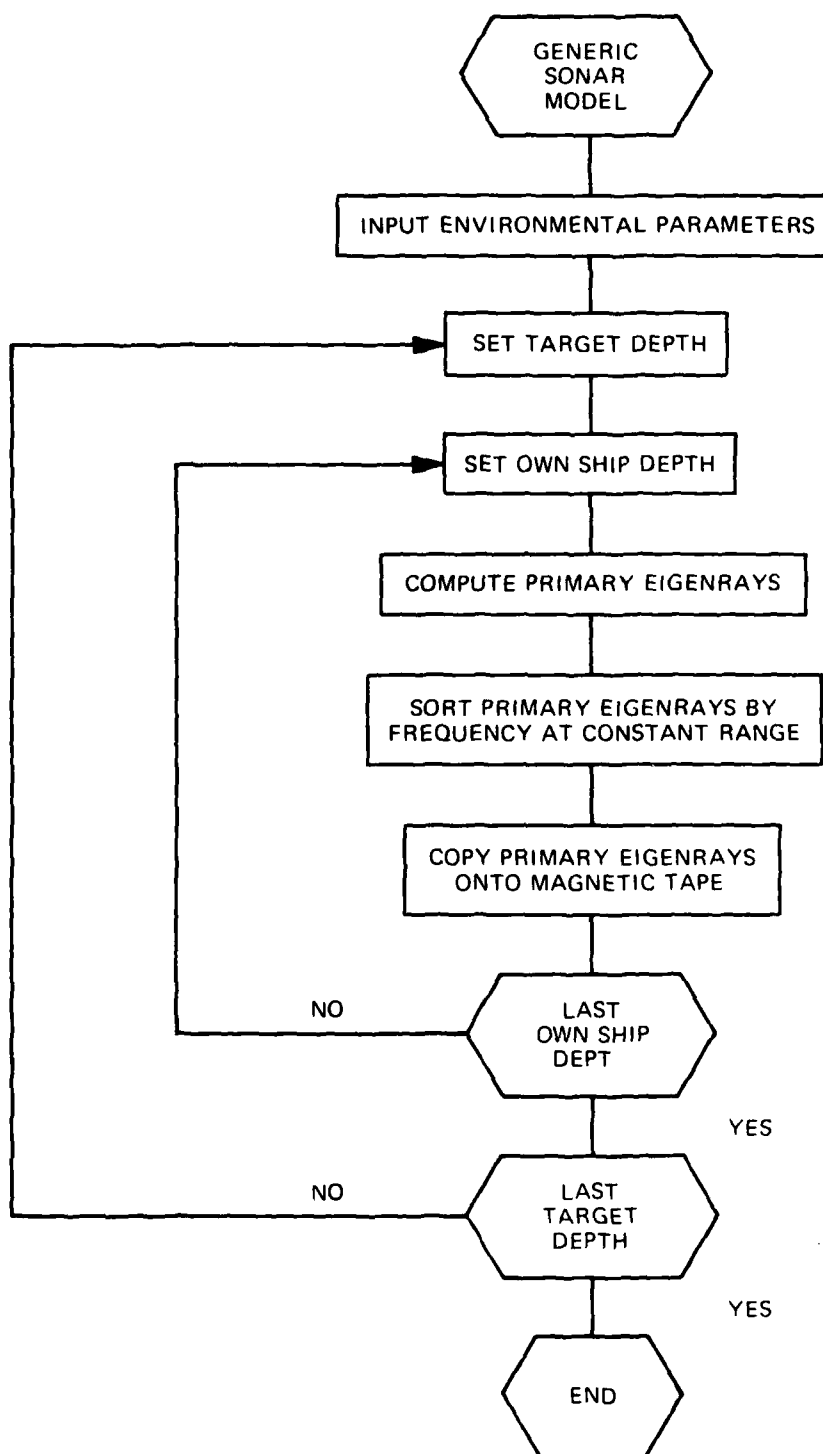 GENERIC
SONAR
MODEL
INPUT ENVIRONMENTAL PARAMETERS
SET TARGET DEPTH
SET OWN SHIP DEPTH
COMPUTE PRIMARY EIGENRAYS
SORT PRIMARY EIGENRAYS BY
FREQUENCY AT CONSTANT RANGE
COPY PRIMARY EIGENRAYS
ONTO MAGNETIC TAPE
NO
LAST
OWN SHIP
DEPT
YES
NO
LAST
TARGET
DEPTH
YES
END